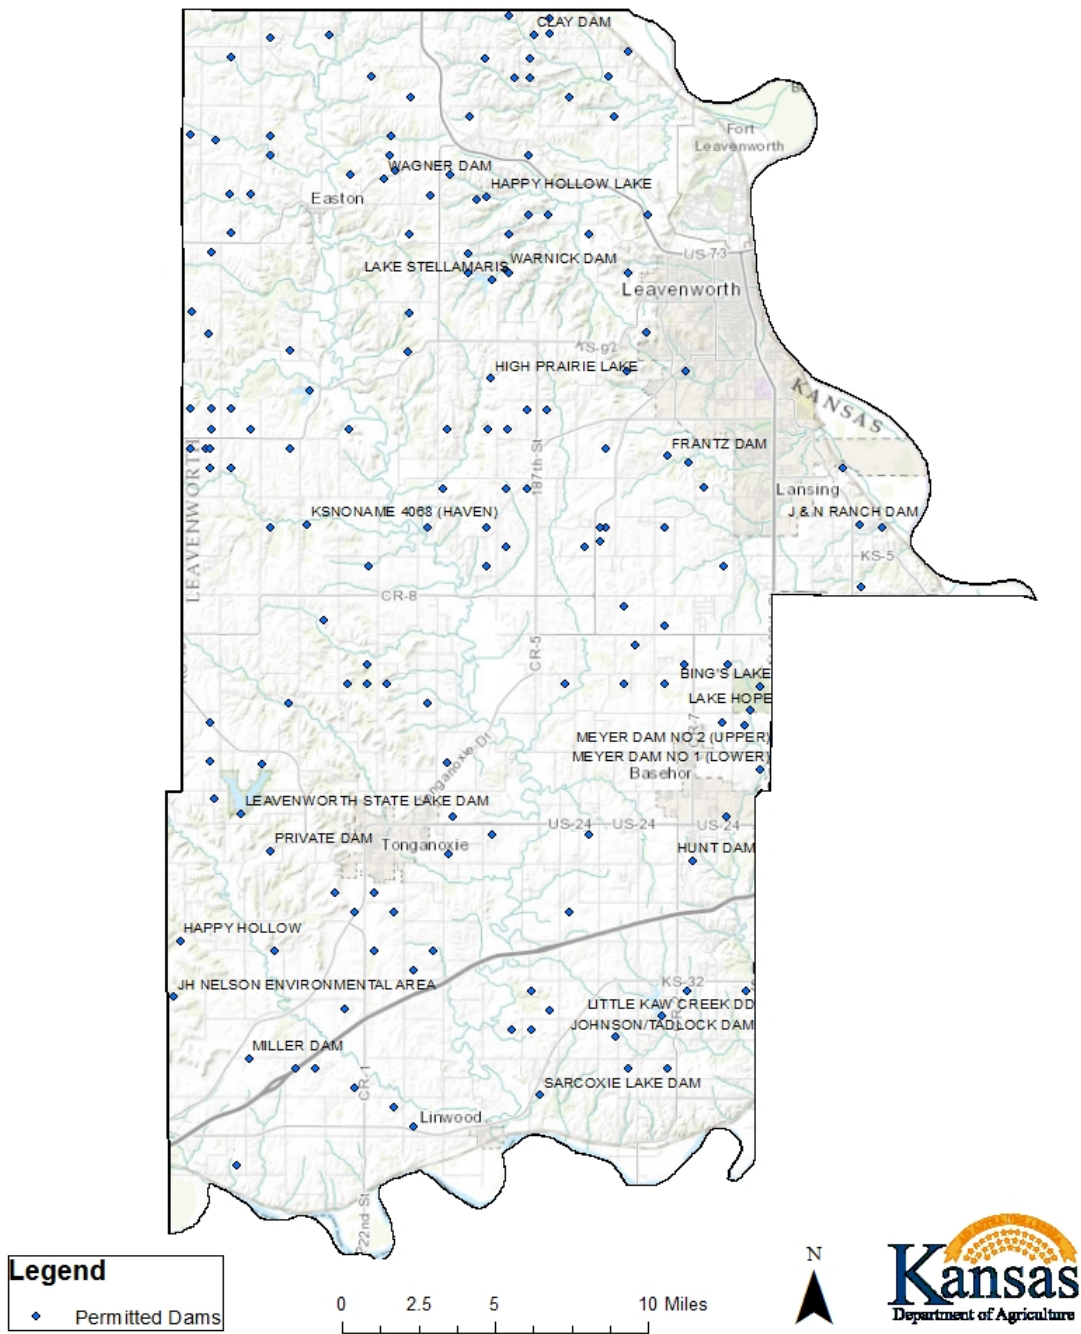 CLAY DAM
Fort
Leavenworth
WAGNER DAM
HAPPY HOLLOW LAKE
Easton
US-73
WARNICK DAM
LAKE STELLAMARIS
Leavenworth
KS-92
HIGH PRAIRIE LAKE
KANSAS
FRANTZ DAM
187th St
LEAVENWORTH
Lansing
KSNONAME 4068 (HAVEN)
J & N RANCH DAM
KS-5
CR-8
CR-5
BING'S LAKE
LAKE HOPE
CR-7
MEYER DAM NO 2 (UPPER)
MEYER DAM NO 1 (LOWER)
Basehor
Tonganoxie Dr
LEAVENWORTH STATE LAKE DAM
US-24
US-24
US-24
PRIVATE DAM
Tonganoxie
HUNT DAM
HAPPY HOLLOW
JH NELSON ENVIRONMENTAL AREA
KS-32
LITTLE KAW CREEK DD
JOHNSON/TADLOCK DAM
MILLER DAM
CR-1
SARCOXIE LAKE DAM
Linwood
222nd St
Legend
Permitted Dams
0 2.5 5 10 Miles
N
Kansas
Department of Agriculture